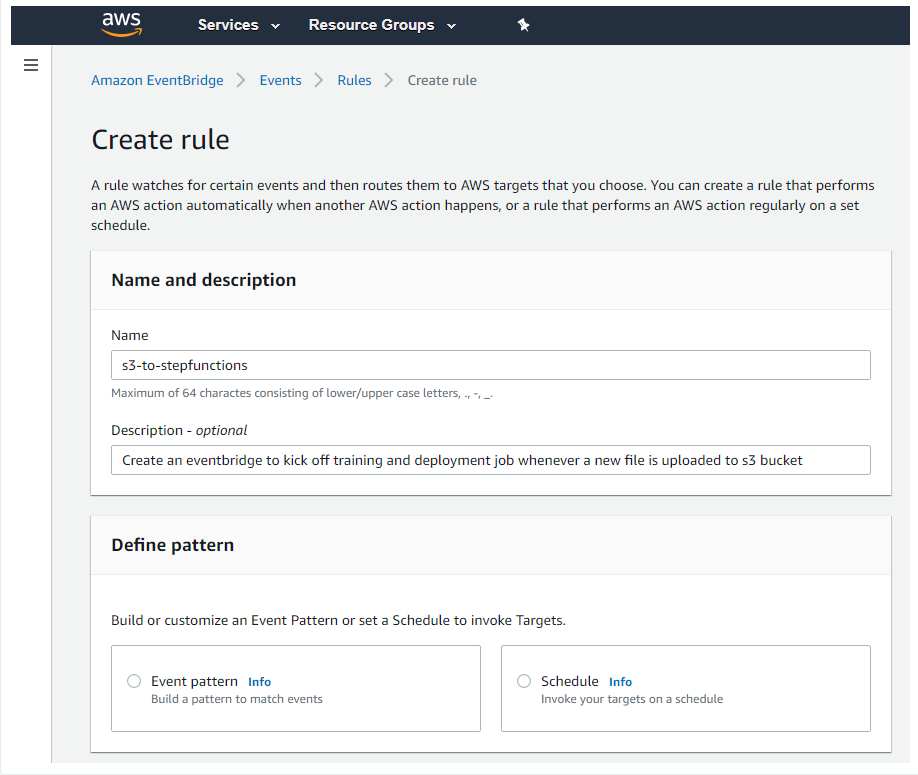 aws Services Resource Groups
Amazon EventBridge Events Rules Create rule
Create rule
A rule watches for certain events and then routes them to AWS targets that you choose. You can create a rule that performs
an AWS action automatically when another AWS action happens, or a rule that performs an AWS action regularly on a set
schedule.
Name and description
Name
s3-to-stepfunctions
Maximum of 64 charactes consisting of lower/upper case letters, ., -, _.
Description - optional
Create an eventbridge to kick off training and deployment job whenever a new file is uploaded to s3 bucket
Define pattern
Build or customize an Event Pattern or set a Schedule to invoke Targets.
Event pattern Info
Build a pattern to match events
Schedule Info
Invoke your targets on a schedule